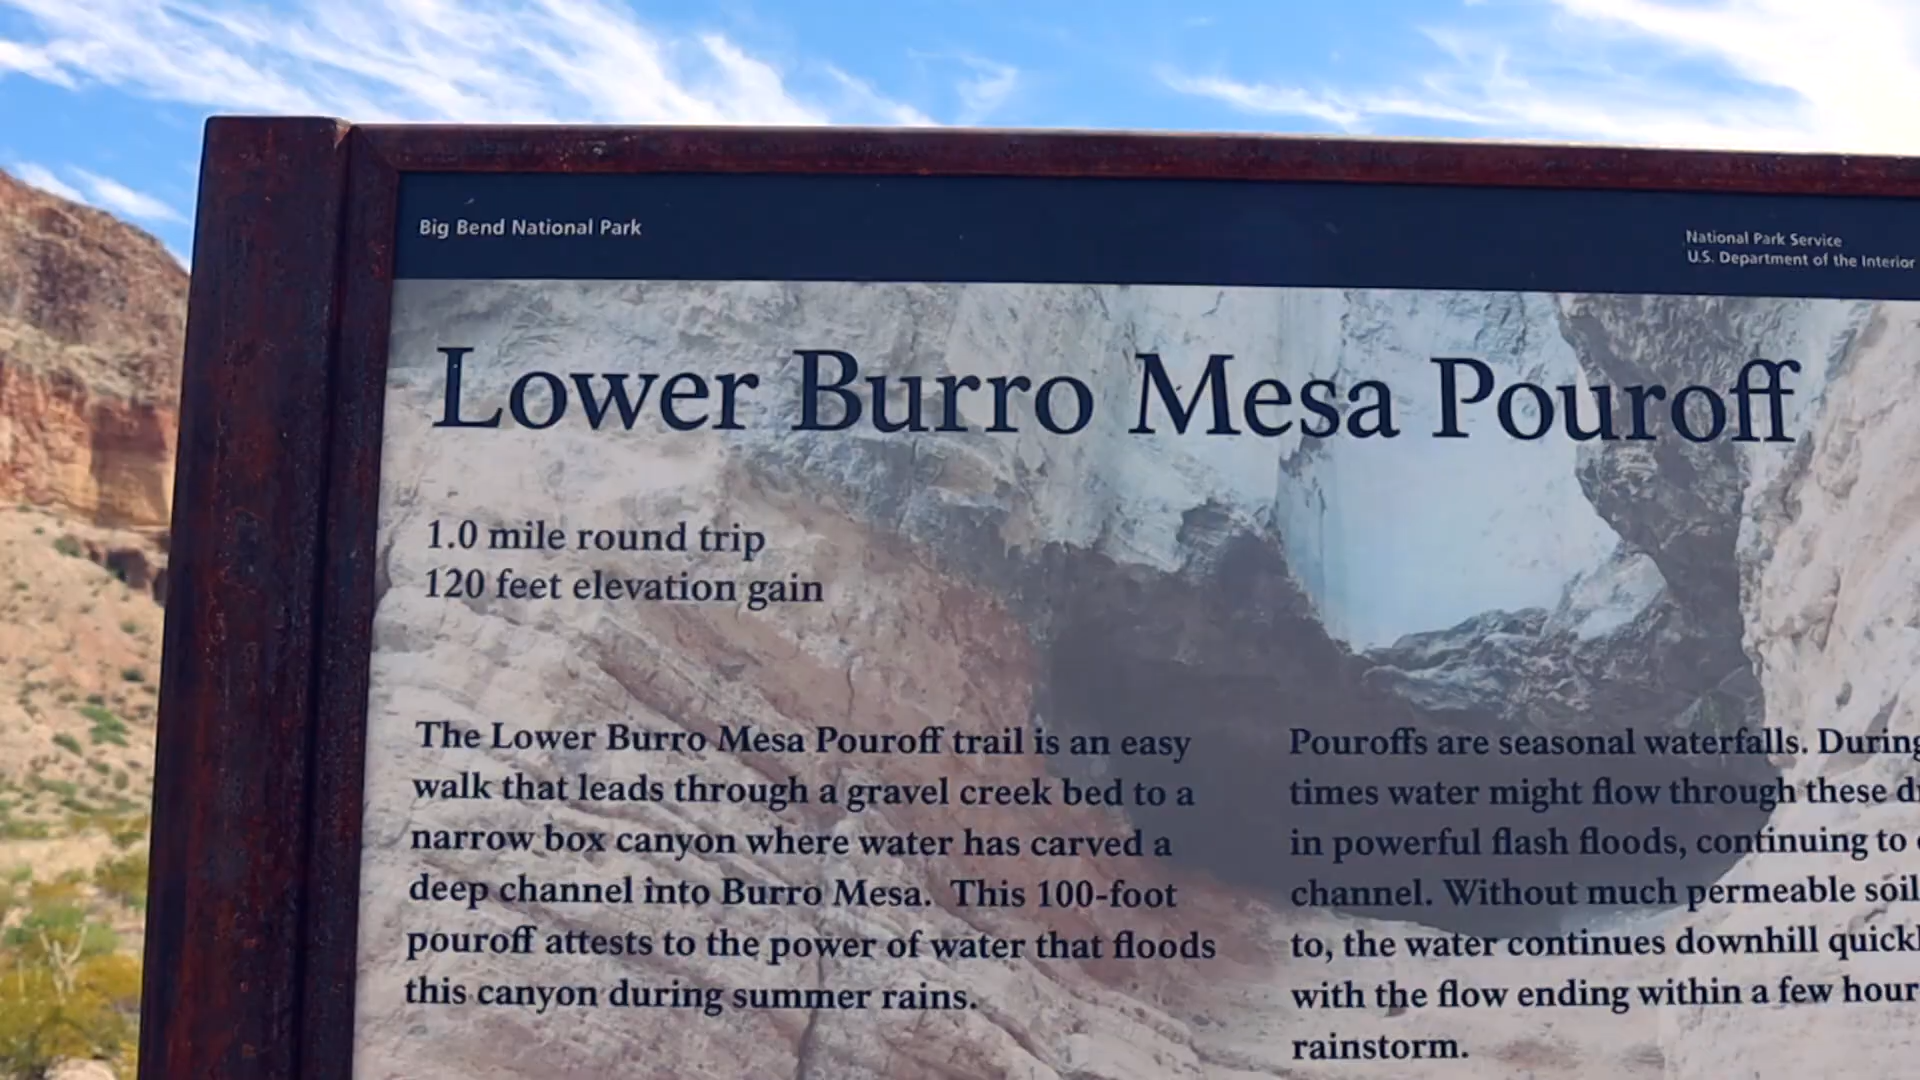 Big Bend National Park
National Park Service
U.S. Department of the Interior
Lower Burro Mesa Pouroff
1.0 mile round trip
120 feet elevation gain
The Lower Burro Mesa Pouroff trail is an easy
walk that leads through a gravel creek bed to a
narrow box canyon where water has carved a
deep channel into Burro Mesa. This 100-foot
pouroff attests to the power of water that floods
this canyon during summer rains.
Pouroffs are seasonal waterfalls. During
times water might flow through these
in powerful flash floods, continuing to
channel. Without much permeable soil
to, the water continues downhill
with the flow ending within a few
rainstorm.